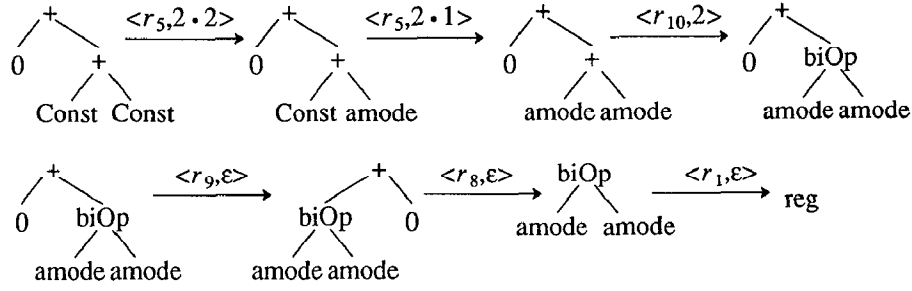 + <r5,2•2> + <r5,2•1> + <r10,2> +
0 + 0 + 0 + 0 biOp
Const Const Const amode amode amode amode amode
+ <r9,ε> + <r8,ε> biOp <r1,ε> reg
0 biOp biOp 0 amode amode
amode amode amode amode